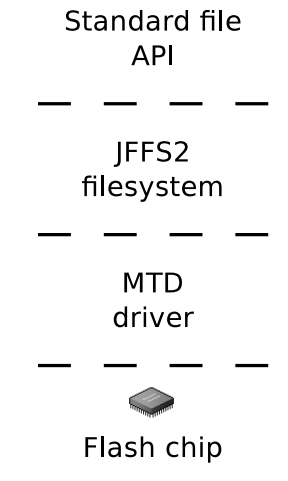 Standard file
API
JFFS2
filesystem
MTD
driver
Flash chip